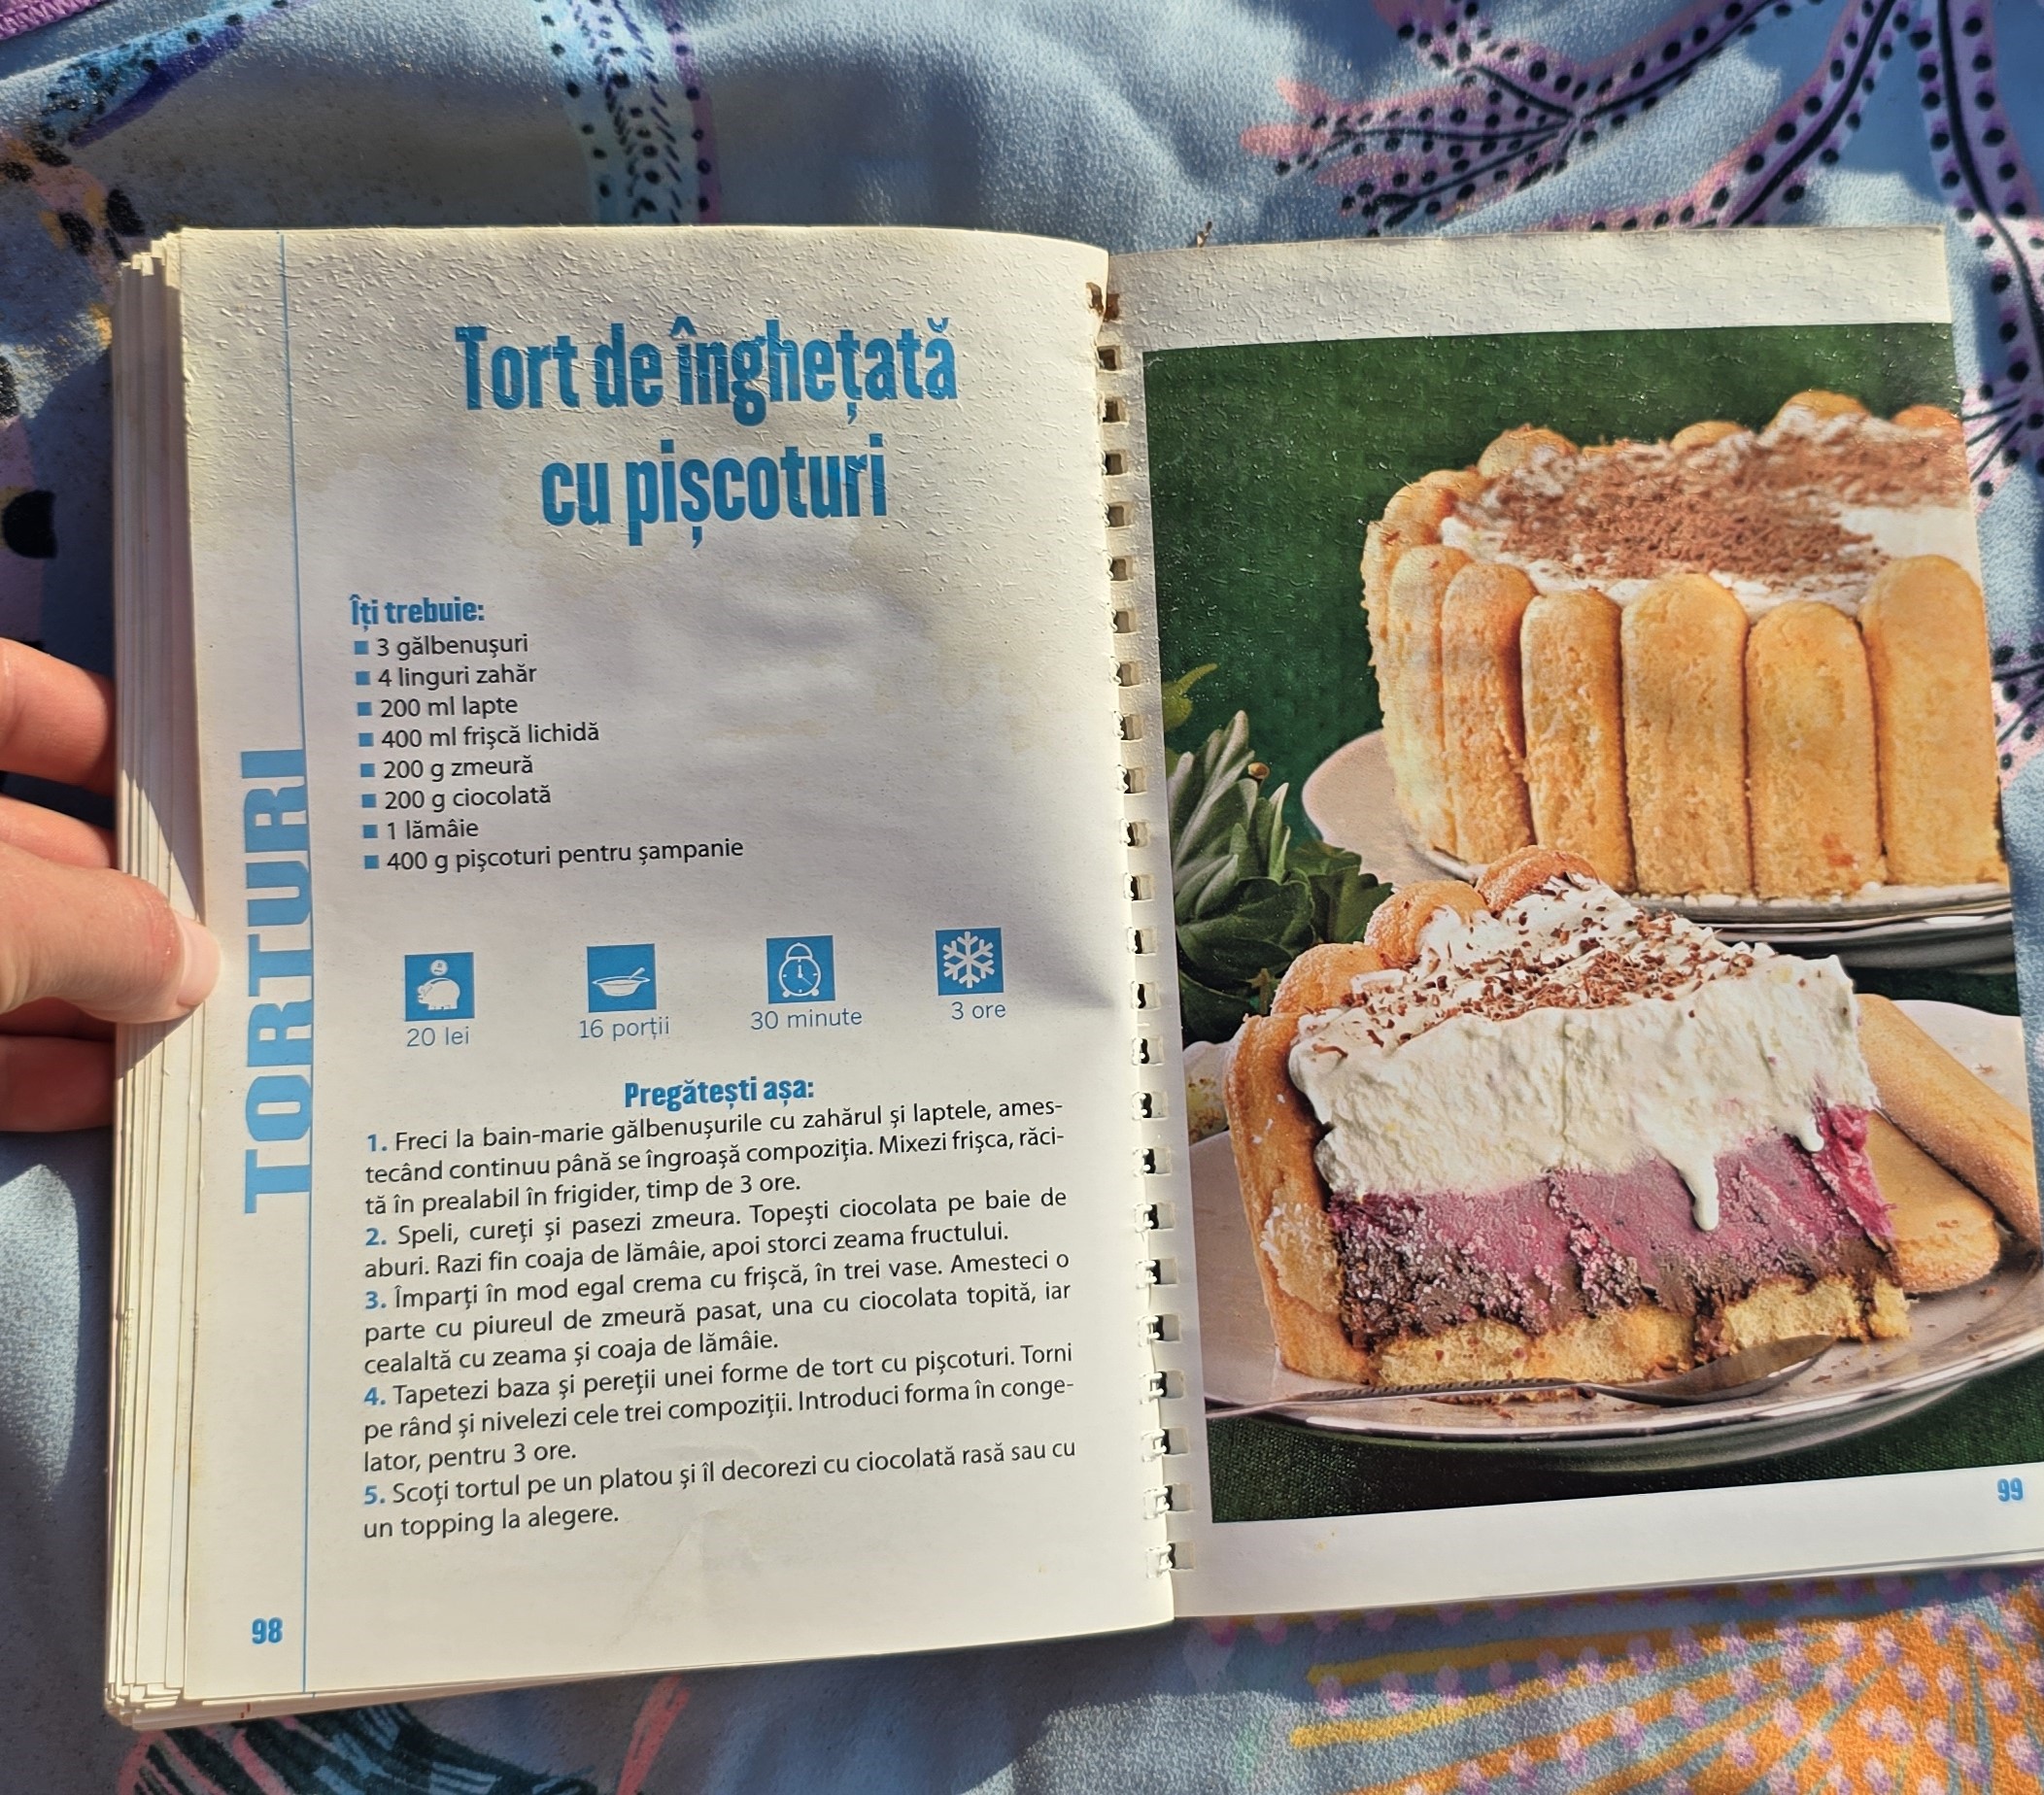 Tort de înghețată
cu pișcoturi
Îți trebuie:
3 gălbenușuri
4 linguri zahăr
200 ml lapte
400 ml frișcă lichidă
200 g zmeură
200 g ciocolată
1 lămâie
400 g pișcoturi pentru șampanie
20 lei
16 porții
30 minute
3 ore
Pregătești așa:
1. Freci la bain-marie gălbenușurile cu zahărul și laptele, ames-
tecând continuu până se îngroașă compoziția. Mixezi frișca, răci-
tă în prealabil în frigider, timp de 3 ore.
2. Speli, cureți și pasezi zmeura. Topești ciocolata pe baie de
aburi. Razi fin coaja de lămâie, apoi storci zeama fructului.
3. Împarți în mod egal crema cu frișcă, în trei vase. Amesteci o
parte cu piureul de zmeură pasat, una cu ciocolata topită, iar
cealaltă cu zeama și coaja de lămâie.
4. Tapetezi baza și pereții unei forme de tort cu pișcoturi. Torni
pe rând și nivelezi cele trei compoziții. Introduci forma în conge-
lator, pentru 3 ore.
5. Scoți tortul pe un platou și îl decorezi cu ciocolată rasă sau cu
un topping la alegere.
TORTURI
98
99